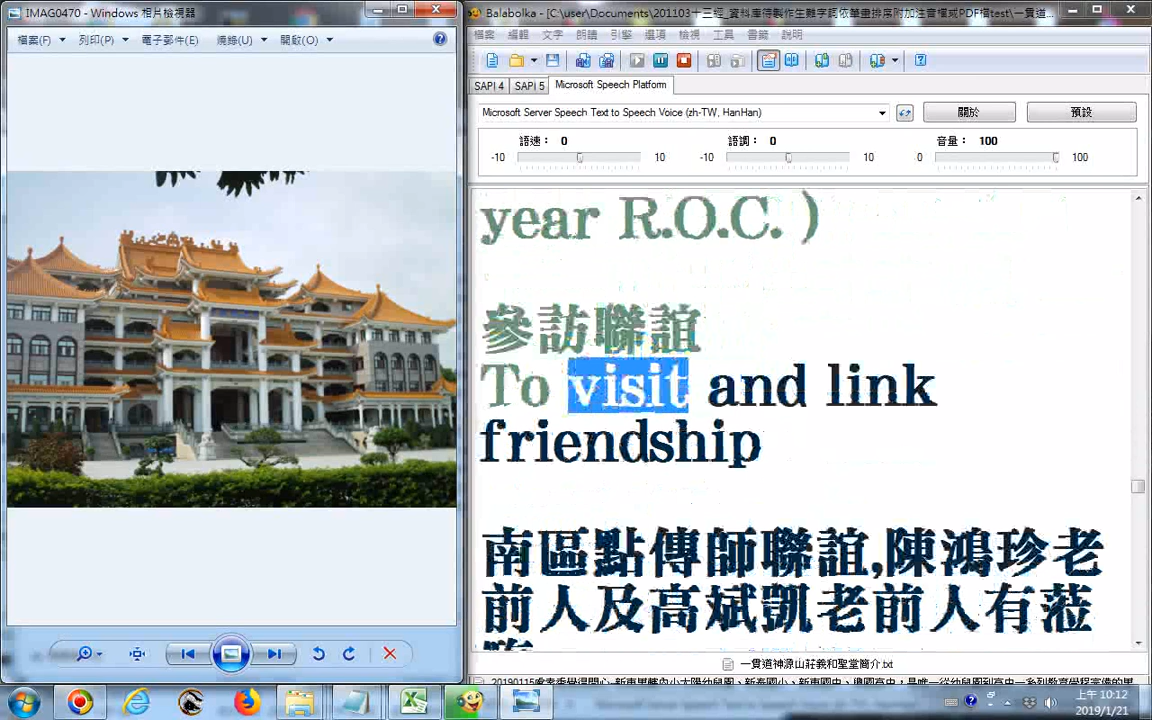 IMAG0470 - Windows 相片檢視器
檔案(F) 列印(P) 電子郵件(E) 燒錄(U) 開啟(O)
Balabolka - [C:\user\Documents\201103十三經_資料庫待製作生難字詞依筆畫排序附加注音檔或PDF檔test\一貫道...
檔案 編輯 文字 朗讀 引擎 選項 檢視 工具 書籤 說明
SAPI 4 SAPI 5 Microsoft Speech Platform
Microsoft Server Speech Text to Speech Voice (zh-TW, HanHan) 關於 預設
語速： 0 語調： 0 音量： 100
-10 10 -10 10 0 100
year R.O.C. )
參訪聯誼
To visit and link
friendship
南區點傳師聯誼,陳鴻珍老
前人及高斌凱老前人有蒞
一貫道神源山莊義和聖堂簡介.txt
上午 10:12
2019/1/21